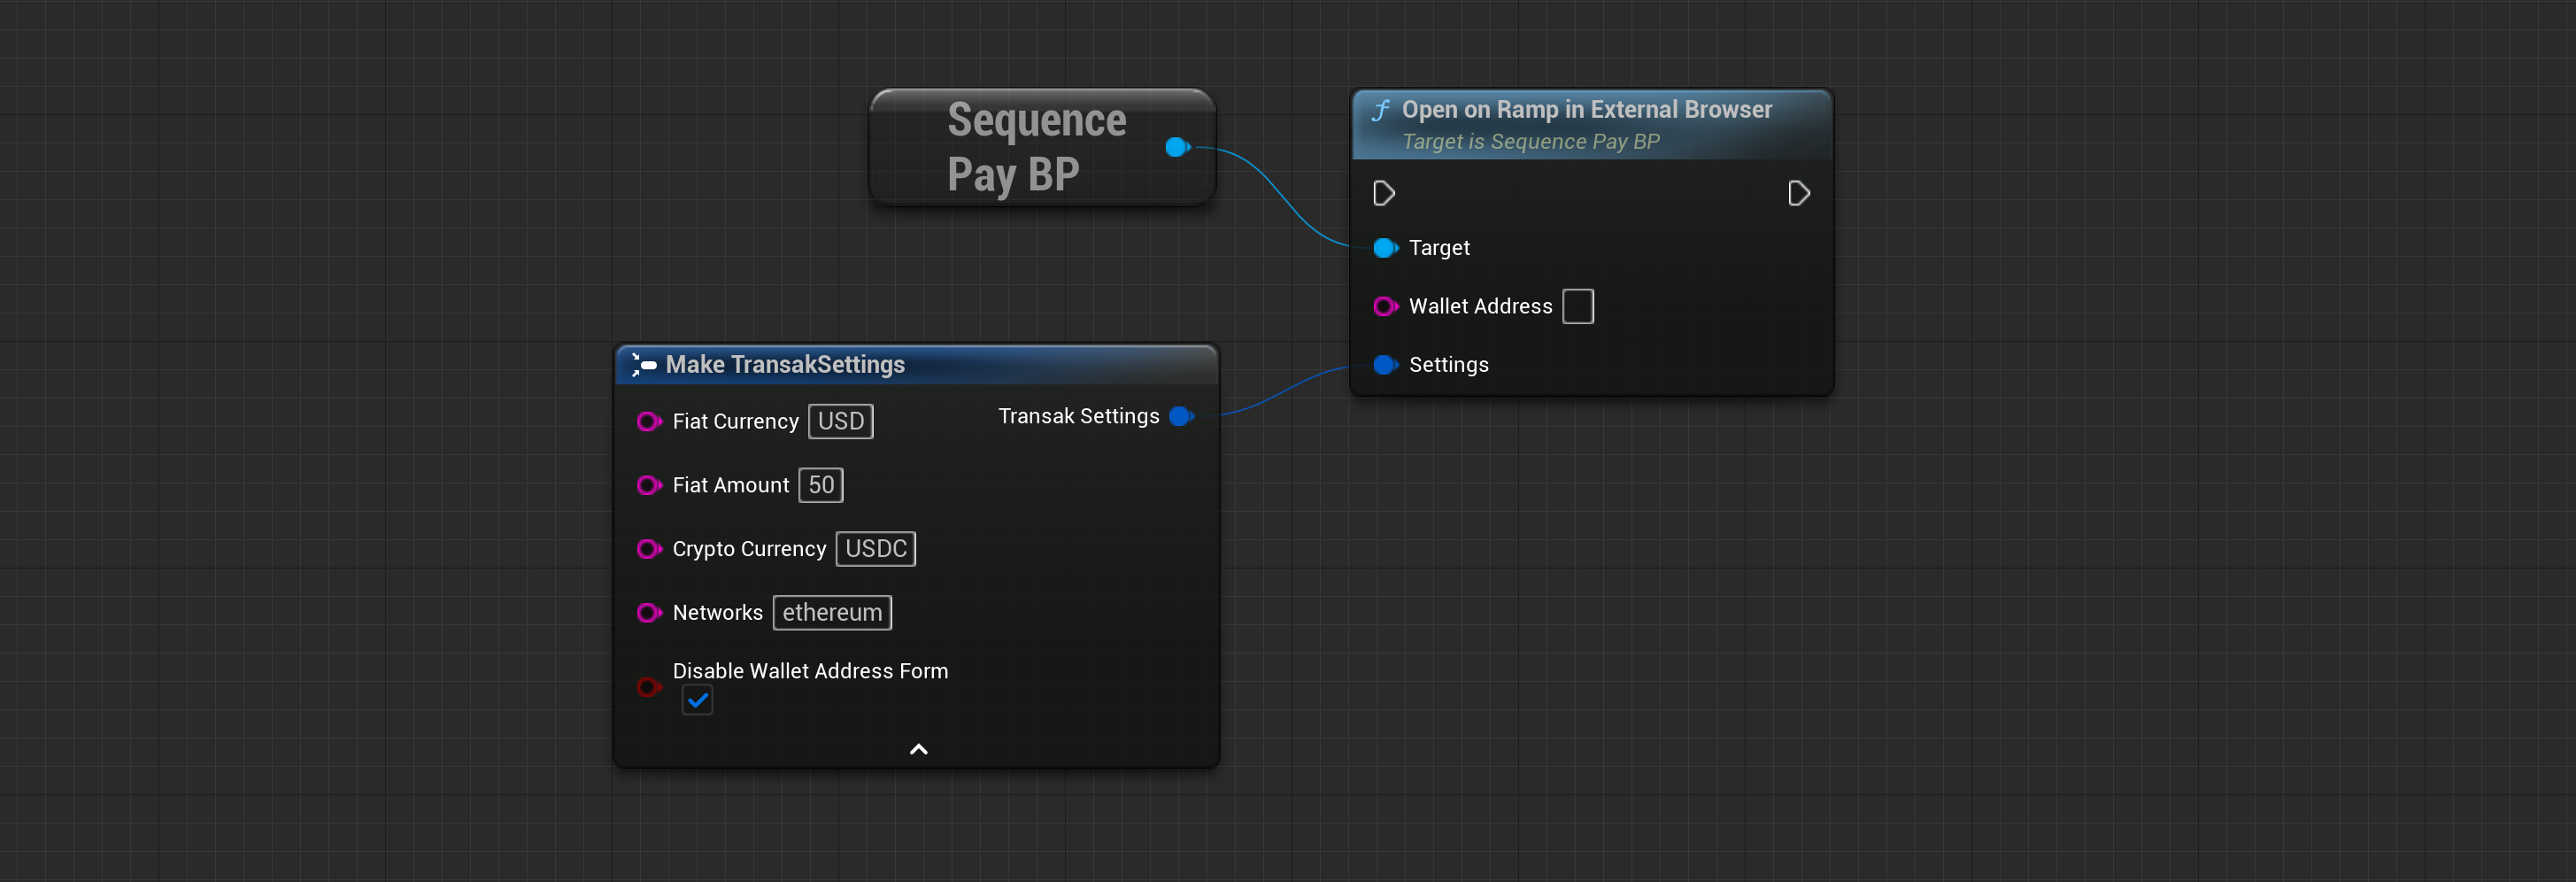 Sequence
Pay BP
f Open on Ramp in External Browser
Target is Sequence Pay BP
Target
Wallet Address
Settings
Make TransakSettings
Fiat Currency USD
Transak Settings
Fiat Amount 50
Crypto Currency USDC
Networks ethereum
Disable Wallet Address Form